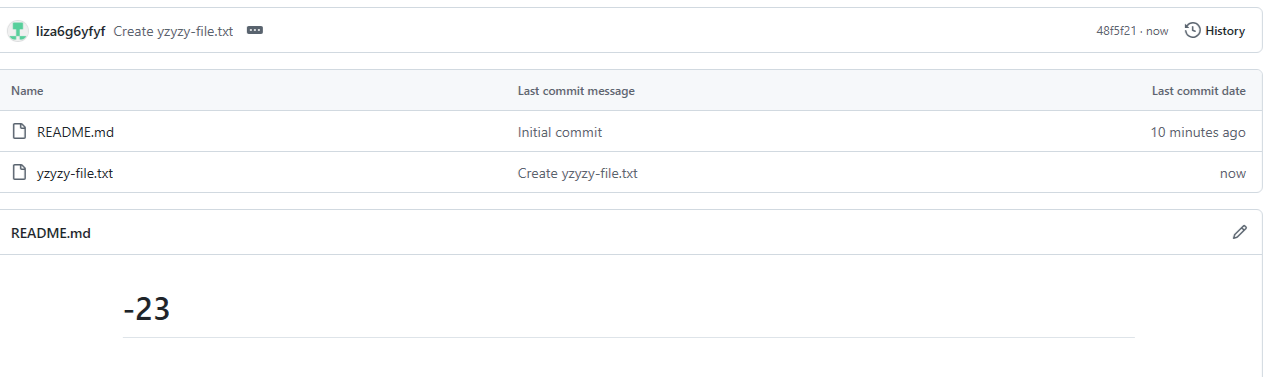 liza6g6yfyf Create yzyzy-file.txt 48f5f21 · now History
Name Last commit message Last commit date
README.md Initial commit 10 minutes ago
yzyzy-file.txt Create yzyzy-file.txt now
README.md
-23